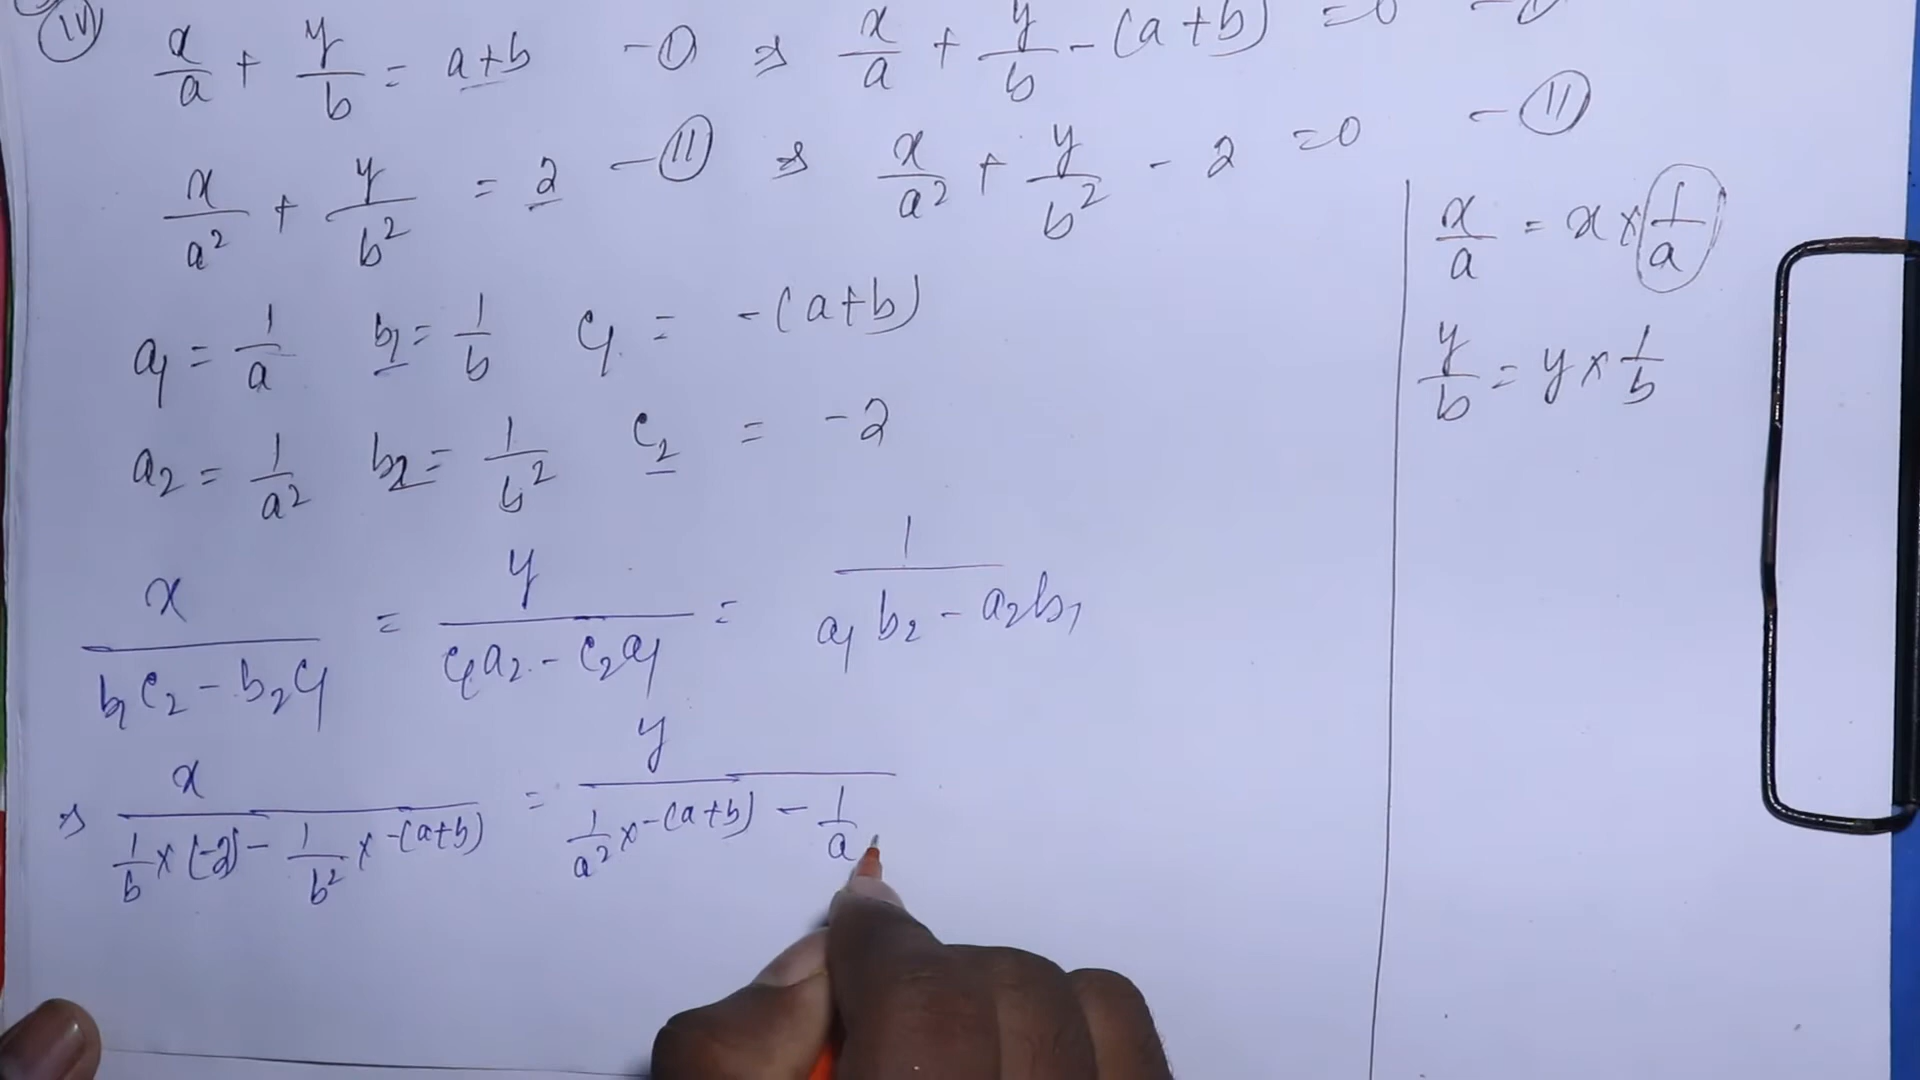 (iv) x/a + y/b = a+b - (1) ⇒ x/a + y/b - (a+b) = 0
x/a² + y/b² = 2 - (11) ⇒ x/a² + y/b² - 2 = 0 - (11)
a₁ = 1/a b₁ = 1/b c₁ = -(a+b)
a₂ = 1/a² b₂ = 1/b² c₂ = -2
x/(b₁c₂ - b₂c₁) = y/(c₁a₂ - c₂a₁) = 1/(a₁b₂ - a₂b₁)
⇒ x/(1/b × (-2) - 1/b² × -(a+b)) = y/(1/a² × -(a+b) - 1/a
x/a = x × 1/a
y/b = y × 1/b